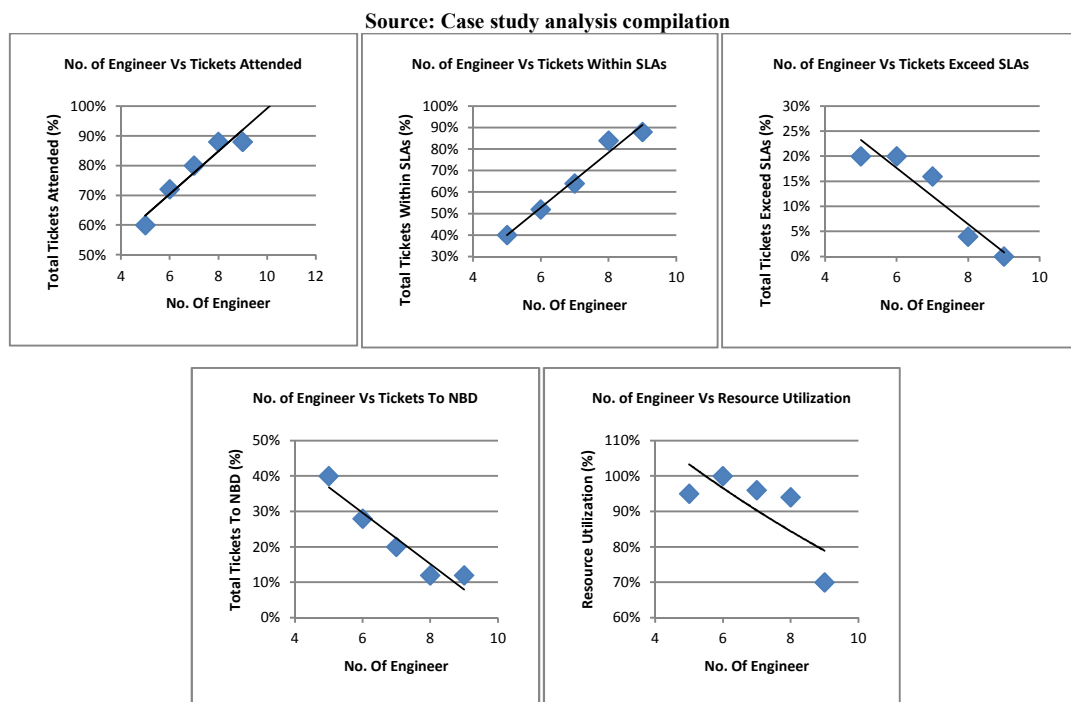 Source: Case study analysis compilation
No. of Engineer Vs Tickets Attended
Total Tickets Attended (%)
100%
90%
80%
70%
60%
50%
4 6 8 10 12
No. Of Engineer
No. of Engineer Vs Tickets Within SLAs
Total Tickets Within SLAs (%)
100%
90%
80%
70%
60%
50%
40%
30%
4 6 8 10
No. Of Engineer
No. of Engineer Vs Tickets Exceed SLAs
Total Tickets Exceed SLAs (%)
30%
25%
20%
15%
10%
5%
0%
4 6 8 10
No. Of Engineer
No. of Engineer Vs Tickets To NBD
Total Tickets To NBD (%)
50%
40%
30%
20%
10%
0%
4 6 8 10
No. Of Engineer
No. of Engineer Vs Resource Utilization
Resource Utilization (%)
110%
100%
90%
80%
70%
60%
4 6 8 10
No. Of Engineer